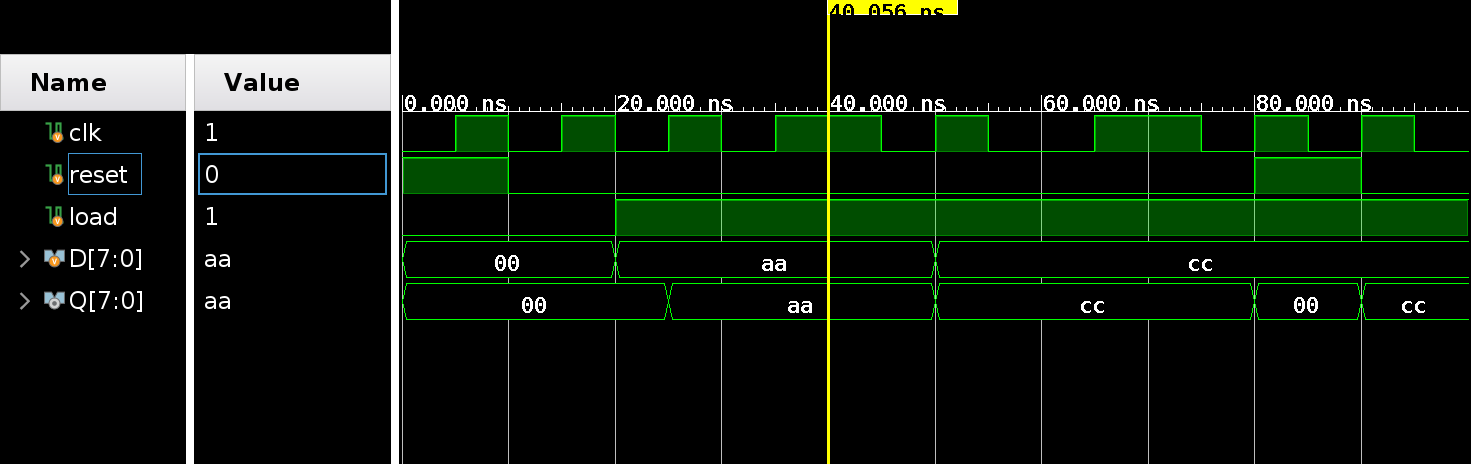 40.056 ns
Name Value
0.000 ns 20.000 ns 40.000 ns 60.000 ns 80.000 ns
clk 1
reset 0
load 1
D[7:0] aa 00 aa cc
Q[7:0] aa 00 aa cc 00 cc